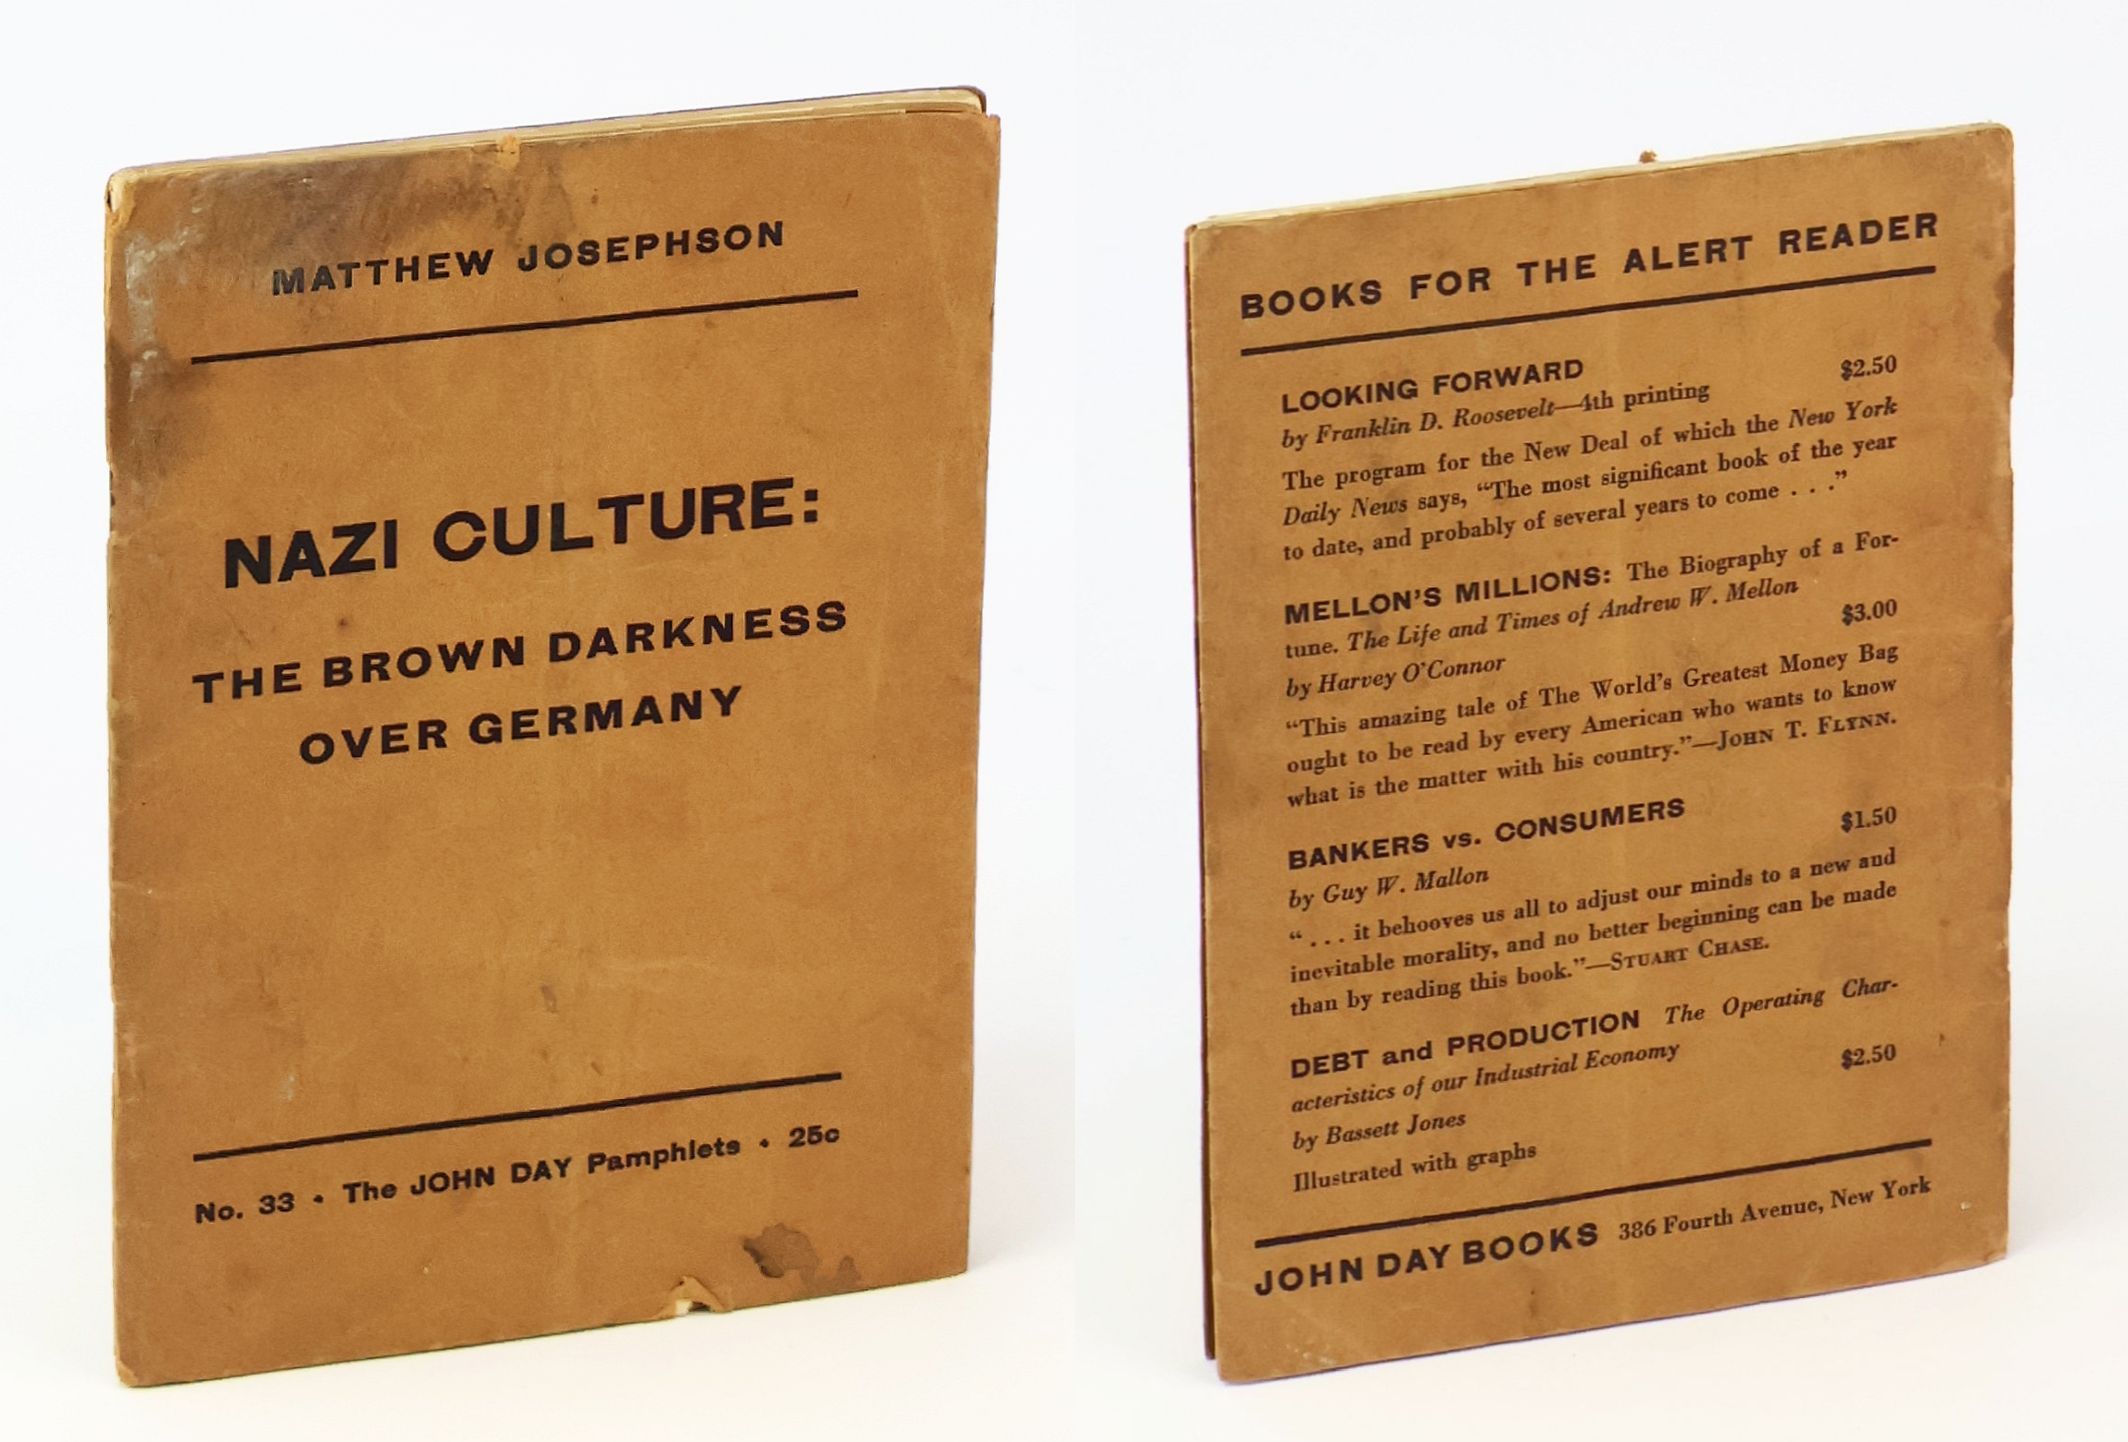 MATTHEW JOSEPHSON
NAZI CULTURE:
THE BROWN DARKNESS
OVER GERMANY
No. 33 • The JOHN DAY Pamphlets • 25c
BOOKS FOR THE ALERT READER
LOOKING FORWARD $2.50
by Franklin D. Roosevelt—4th printing
The program for the New Deal of which the New York
Daily News says, “The most significant book of the year
to date, and probably of several years to come . . .”
MELLON'S MILLIONS: The Biography of a For-
tune. The Life and Times of Andrew W. Mellon
by Harvey O'Connor $3.00
“This amazing tale of The World's Greatest Money Bag
ought to be read by every American who wants to know
what is the matter with his country.”—JOHN T. FLYNN.
BANKERS vs. CONSUMERS
by Guy W. Mallon $1.50
“ . . . it behooves us all to adjust our minds to a new and
inevitable morality, and no better beginning can be made
than by reading this book.”—STUART CHASE.
DEBT and PRODUCTION The Operating Char-
acteristics of our Industrial Economy
by Bassett Jones $2.50
Illustrated with graphs
JOHN DAY BOOKS 386 Fourth Avenue, New York